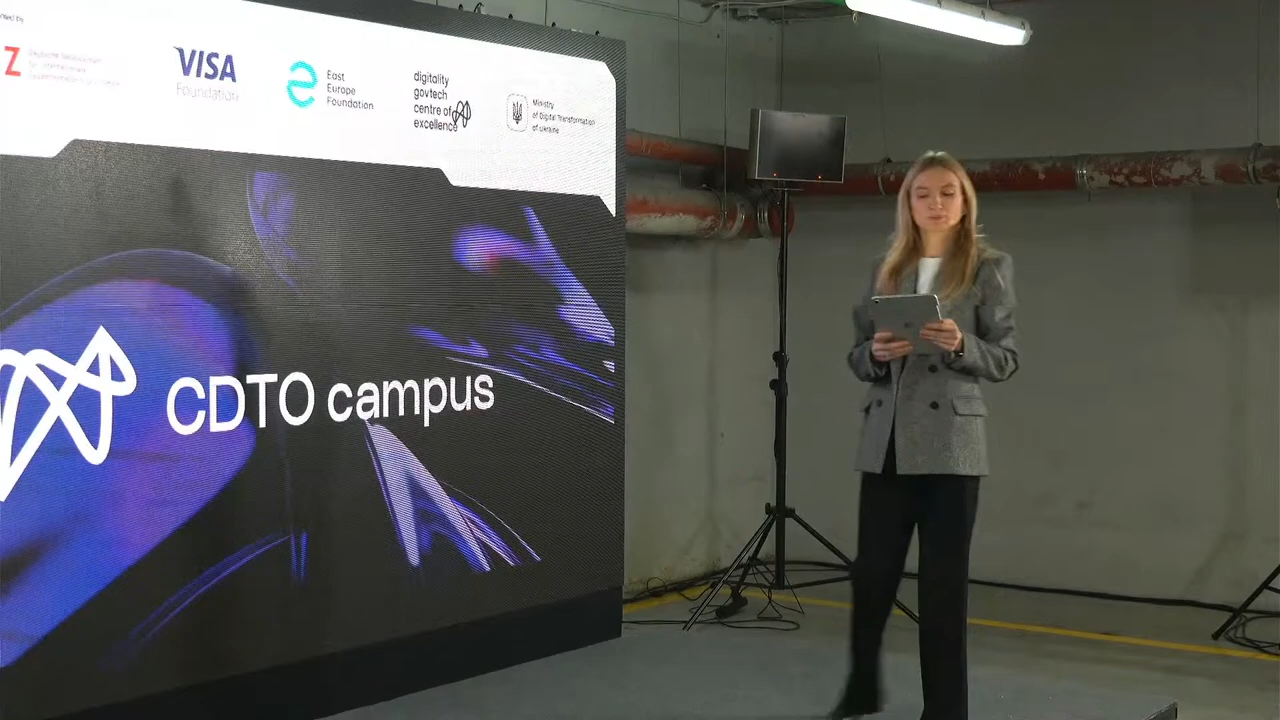 Z
VISA
Foundation
East
Europe
Foundation
digitality
govtech
centre of
excellence
Ministry
of Digital Transformation
of Ukraine
CDTO campus